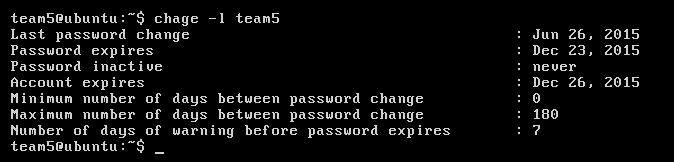 team5@ubuntu:~$ chage -l team5
Last password change : Jun 26, 2015
Password expires : Dec 23, 2015
Password inactive : never
Account expires : Dec 26, 2015
Minimum number of days between password change : 0
Maximum number of days between password change : 180
Number of days of warning before password expires : 7
team5@ubuntu:~$ _